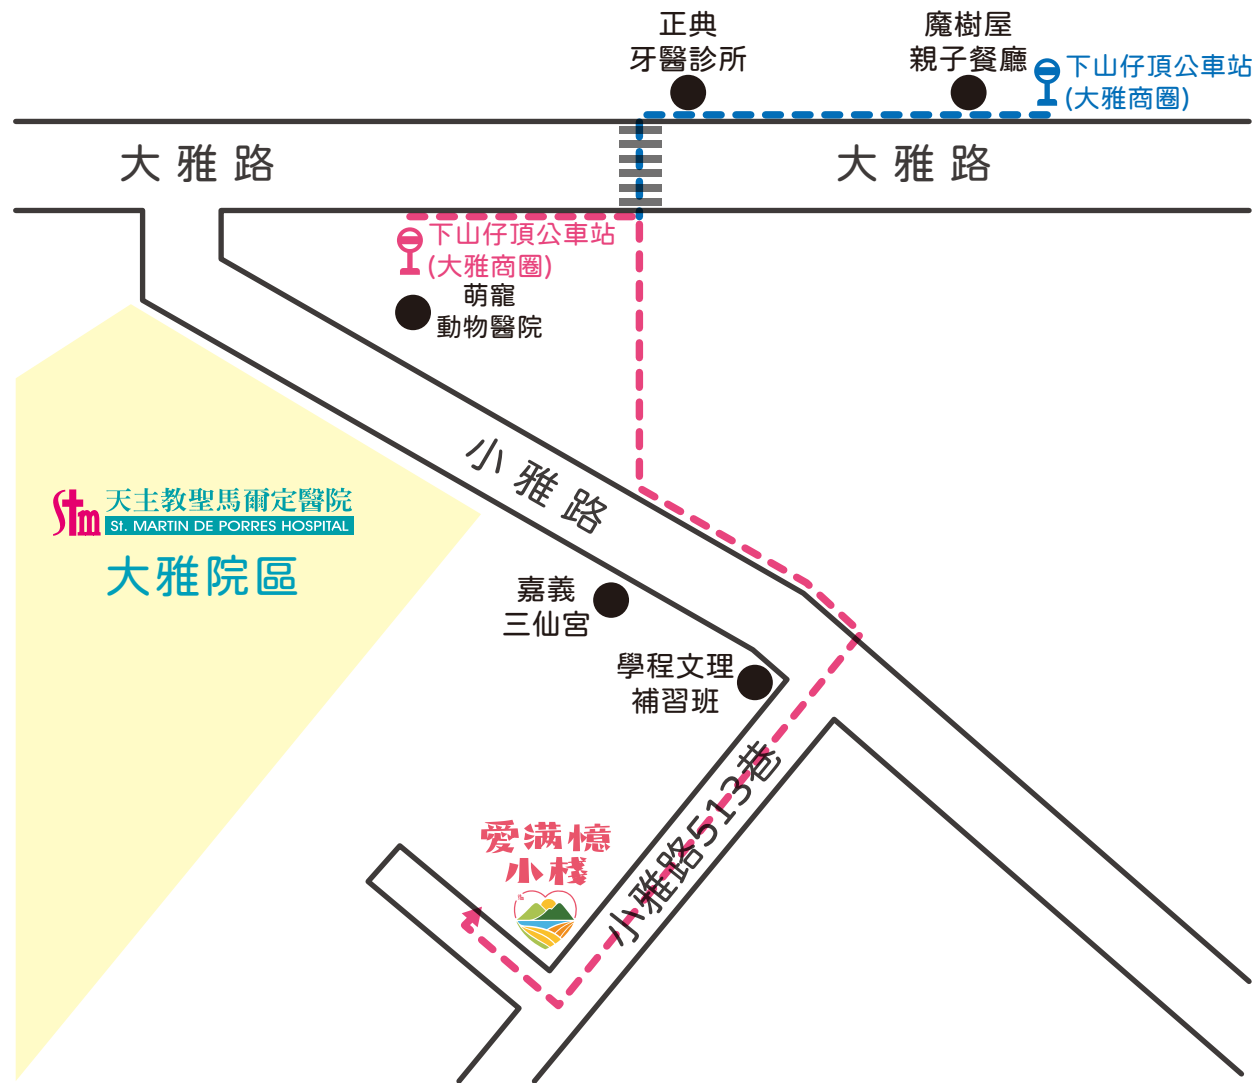 正典
牙醫診所
魔樹屋
親子餐廳
下山仔頂公車站
(大雅商圈)
大雅路
大雅路
下山仔頂公車站
(大雅商圈)
萌寵
動物醫院
小雅路
Stm
天主教聖馬爾定醫院
St. MARTIN DE PORRES HOSPITAL
大雅院區
嘉義
三仙宮
學程文理
補習班
小雅路513巷
愛满憶
小棧